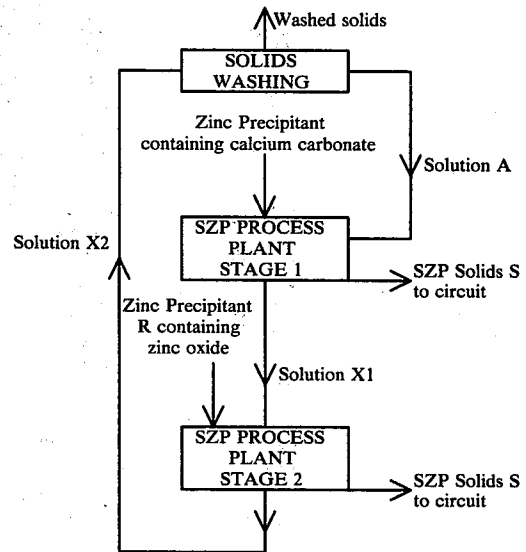 Washed solids
SOLIDS
WASHING
Zinc Precipitant
containing calcium carbonate
Solution A
SZP PROCESS
PLANT
STAGE 1
Solution X2
SZP Solids S
to circuit
Zinc Precipitant
R containing
zinc oxide
Solution X1
SZP PROCESS
PLANT
STAGE 2
SZP Solids S
to circuit